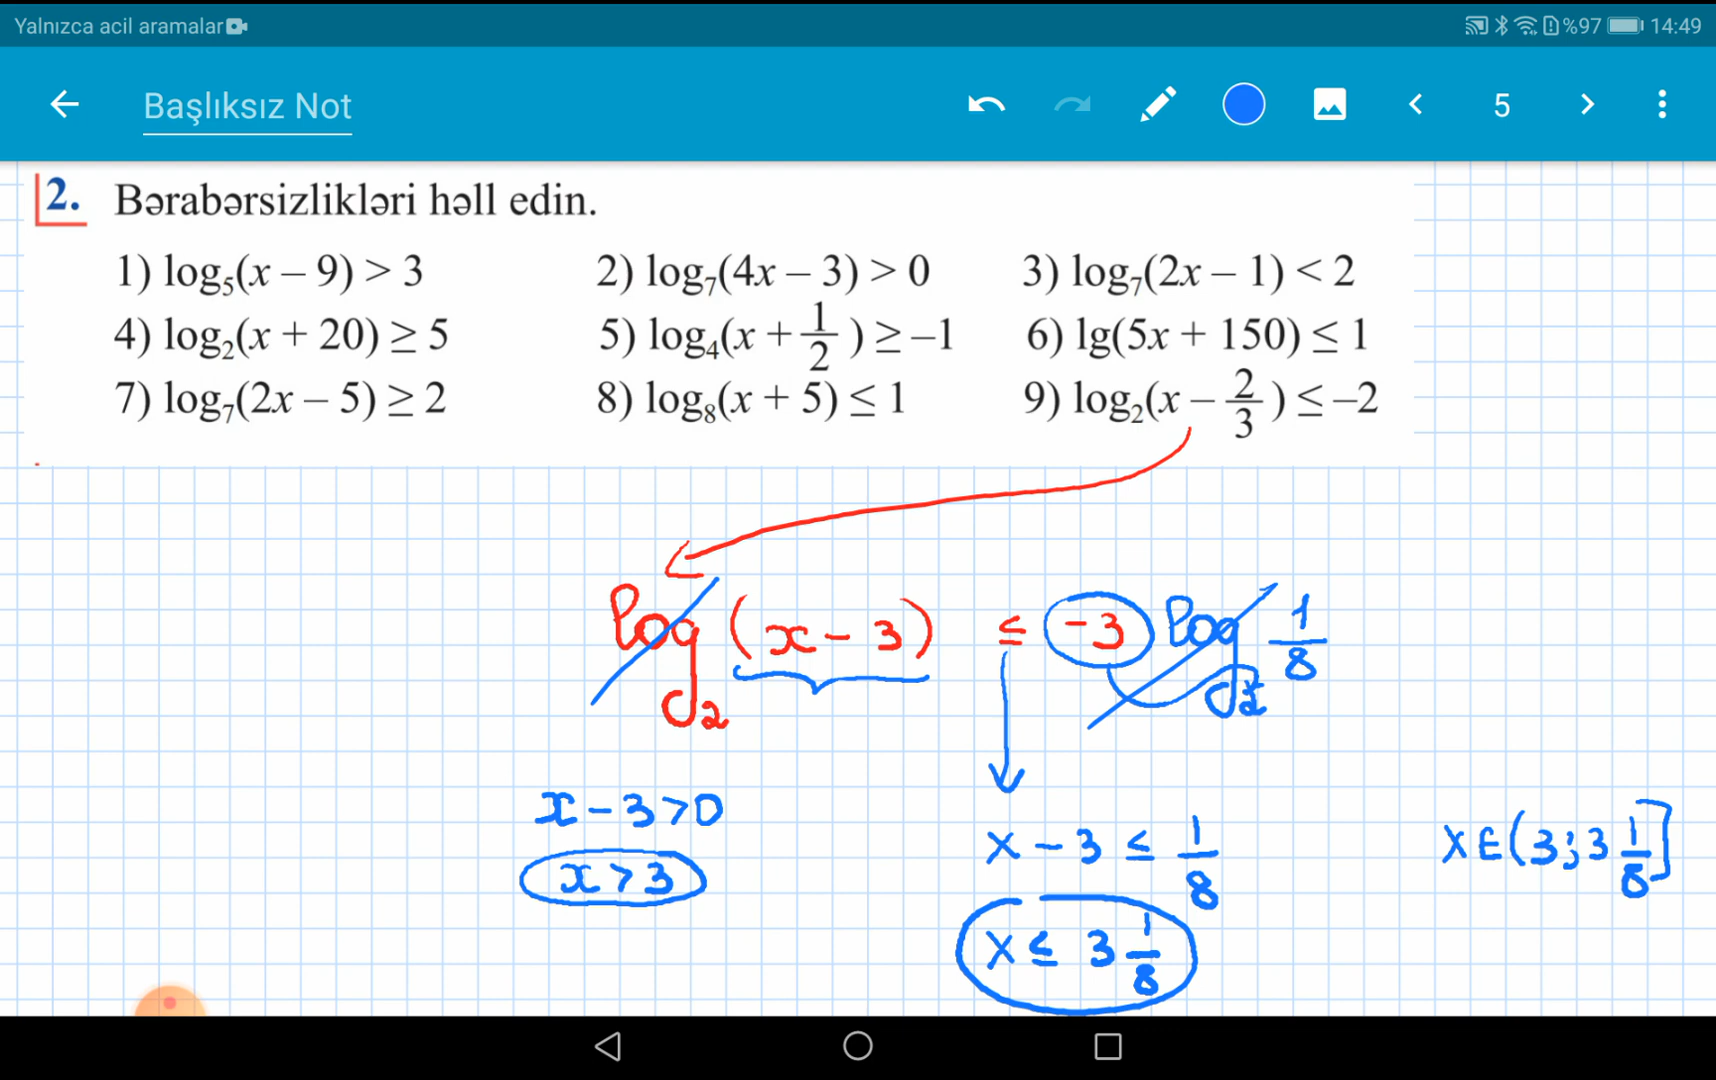 Yalnızca acil aramalar %97 14:49
Başlıksız Not 5
2. Bərabərsizlikləri həll edin.
1) log₅(x – 9) > 3 2) log₇(4x – 3) > 0 3) log₇(2x – 1) < 2
4) log₂(x + 20) ≥ 5 5) log₄(x + 1/2) ≥ –1 6) lg(5x + 150) ≤ 1
7) log₇(2x – 5) ≥ 2 8) log₈(x + 5) ≤ 1 9) log₂(x – 2/3) ≤ –2
log₂(x – 3) ≤ -3 log₂ 1/8
x – 3 > 0
x – 3 ≤ 1/8
x ∈ (3; 3 1/8]
x > 3
x ≤ 3 1/8